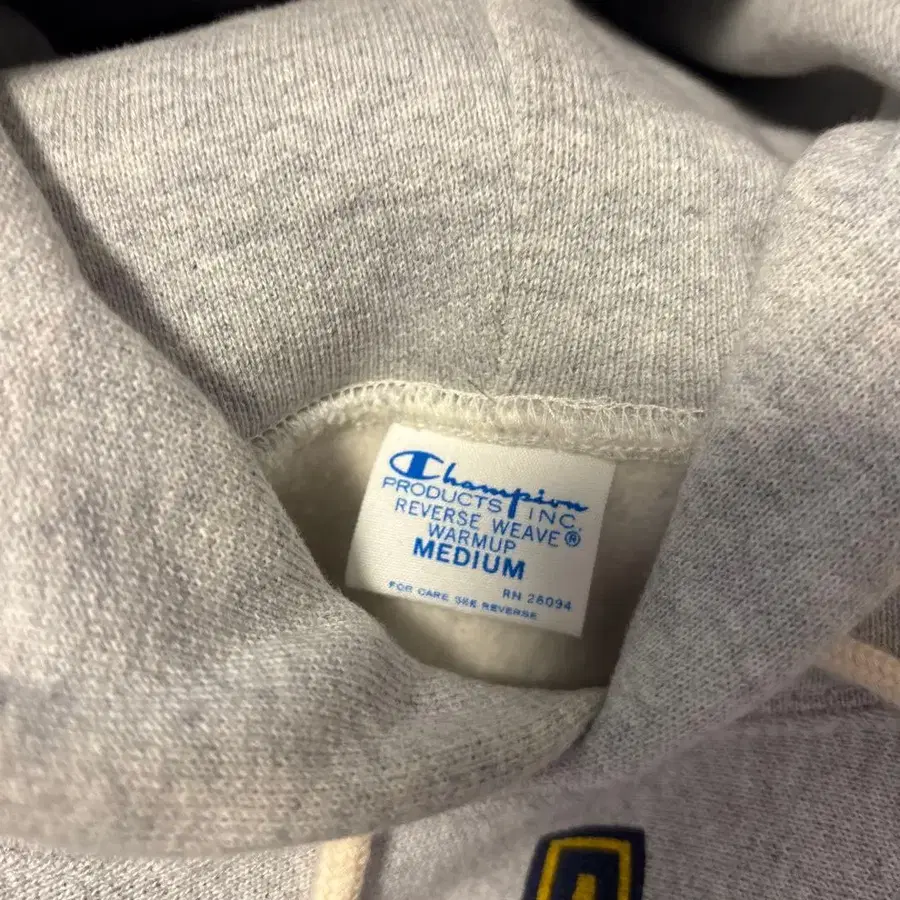 Champion
PRODUCTS INC.
REVERSE WEAVE®
WARMUP
MEDIUM
RN 26094
FOR CARE SEE REVERSE